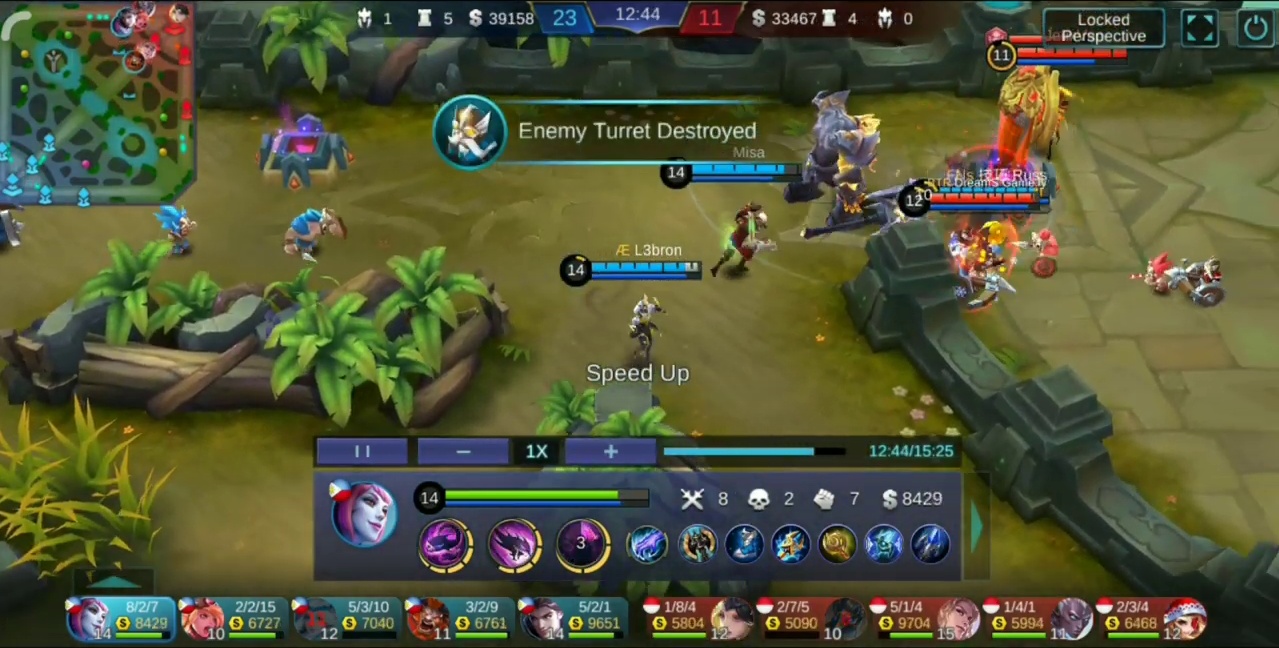 1 5 $ 39158 23 12:44 11 $ 33467 4 0
Locked
Perspective
11
Enemy Turret Destroyed
Misa
14
12
10
Æ L3bron
14
Speed Up
1X
12:44/15:25
14 8 2 7 $ 8429
3
8/2/7 2/2/15 5/3/10 3/2/9 5/2/1 1/8/4 2/7/5 5/1/4 1/4/1 2/3/4
8429 6727 7040 6761 9651 5804 5090 9704 5994 6468
14 10 12 11 14 12 10 15 11 12